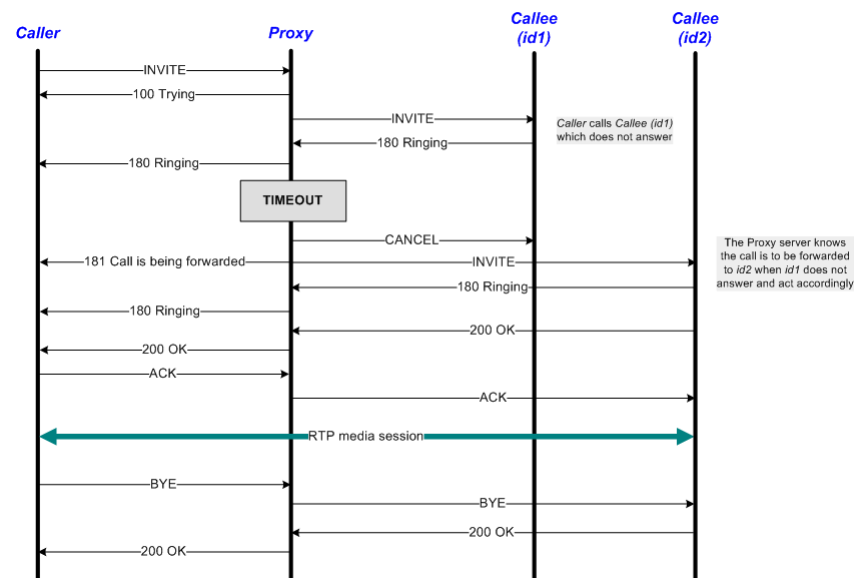 Caller
Proxy
Callee
(id1)
Callee
(id2)
INVITE
100 Trying
INVITE
Caller calls Callee (id1)
which does not answer
180 Ringing
180 Ringing
TIMEOUT
CANCEL
The Proxy server knows
the call is to be forwarded
to id2 when id1 does not
answer and act accordingly
181 Call is being forwarded
INVITE
180 Ringing
180 Ringing
200 OK
200 OK
ACK
ACK
RTP media session
BYE
BYE
200 OK
200 OK